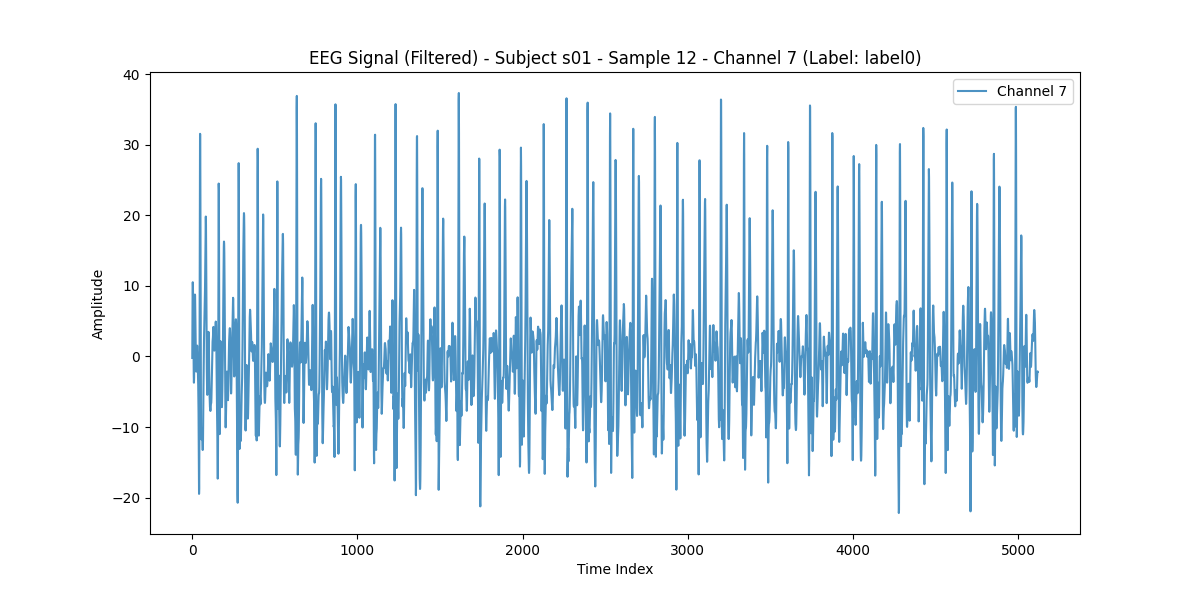 EEG Signal (Filtered) - Subject s01 - Sample 12 - Channel 7 (Label: label0)
Channel 7
40
30
20
10
0
−10
−20
Amplitude
0 1000 2000 3000 4000 5000
Time Index